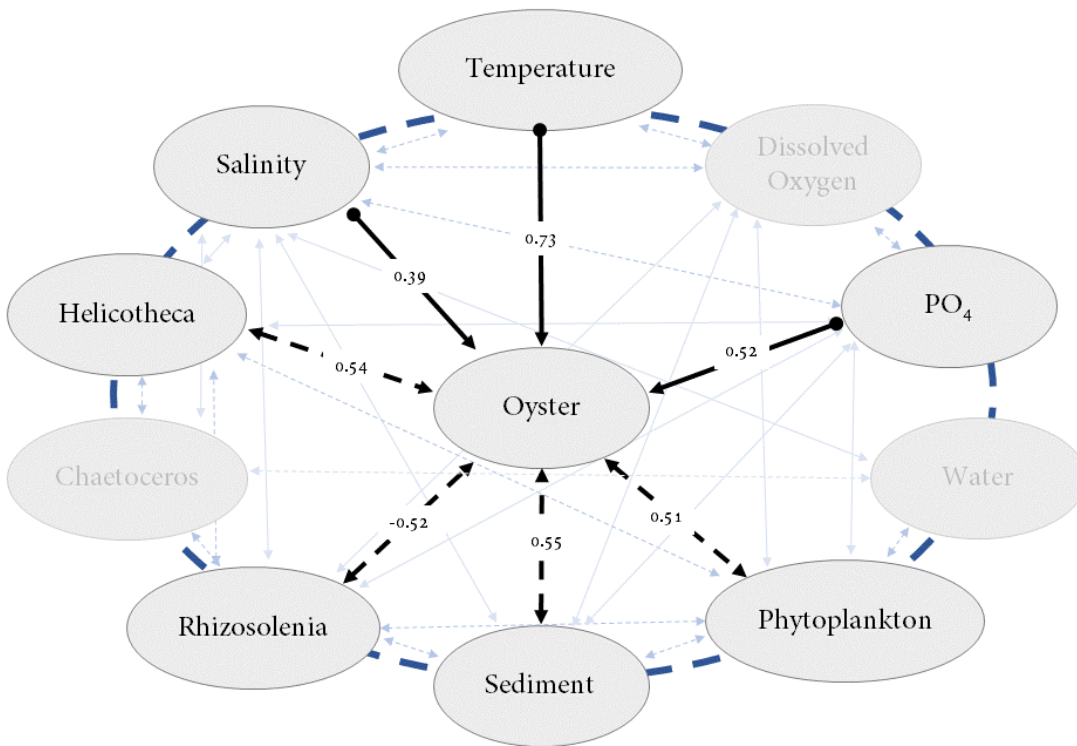 Temperature
Dissolved
Oxygen
Salinity
0.73
0.39
Helicotheca
PO₄
0.52
0.54
Oyster
Chaetoceros
Water
-0.52
0.51
0.55
Rhizosolenia
Phytoplankton
Sediment